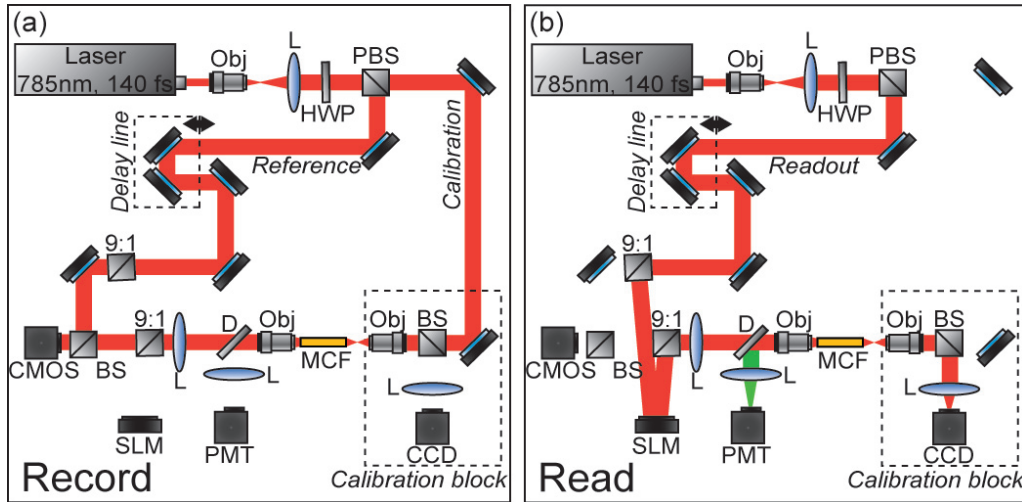 (a)
Laser
785nm, 140 fs
Obj
L
PBS
HWP
Delay line
Reference
Calibration
9:1
9:1
D
Obj
Obj
BS
CMOS
BS
L
L
MCF
SLM
PMT
CCD
Record
Calibration block
(b)
Laser
785nm, 140 fs
Obj
L
PBS
HWP
Delay line
Readout
9:1
9:1
D
Obj
Obj
BS
CMOS
BS
L
L
MCF
L
SLM
PMT
CCD
Read
Calibration block